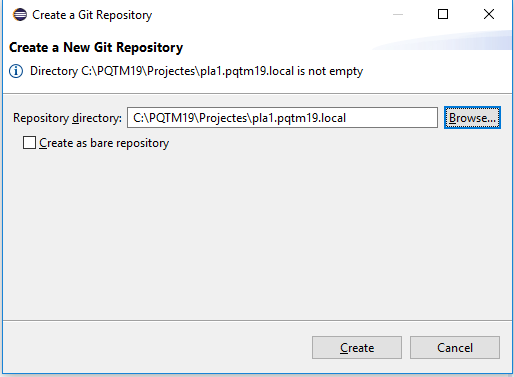 Create a Git Repository
Create a New Git Repository
Directory C:\PQTM19\Projectes\pla1.pqtm19.local is not empty
Repository directory: C:\PQTM19\Projectes\pla1.pqtm19.local Browse...
Create as bare repository
Create Cancel